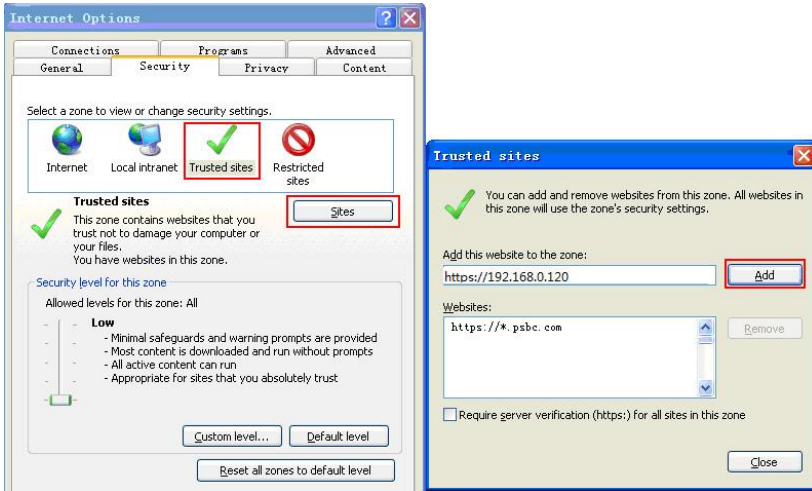 Internet Options
Connections
Programs
Advanced
General
Security
Privacy
Content
Select a zone to view or change security settings.
Internet
Local intranet
Trusted sites
Restricted
sites
Trusted sites
Sites
This zone contains websites that you
trust not to damage your computer or
your files.
You have websites in this zone.
Security level for this zone
Allowed levels for this zone: All
Low
- Minimal safeguards and warning prompts are provided
- Most content is downloaded and run without prompts
- All active content can run
- Appropriate for sites that you absolutely trust
Custom level...
Default level
Reset all zones to default level
Trusted sites
You can add and remove websites from this zone. All websites in
this zone will use the zone's security settings.
Add this website to the zone:
https://192.168.0.120
Add
Websites:
https://*.psbc.com
Remove
Require server verification (https:) for all sites in this zone
Close